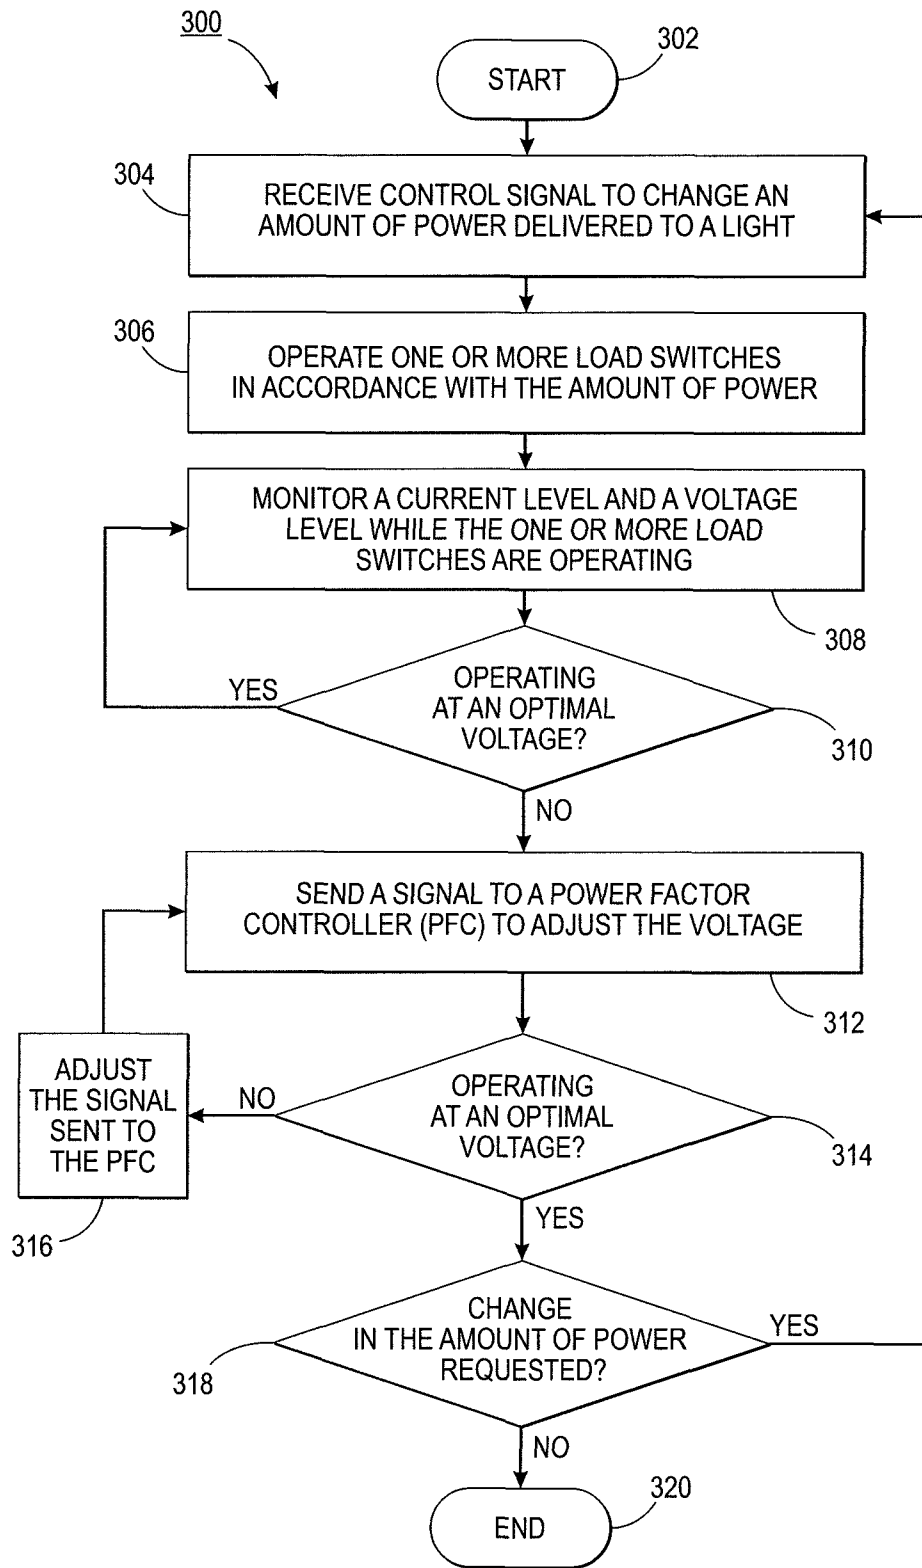 300
302
START
304
RECEIVE CONTROL SIGNAL TO CHANGE AN
AMOUNT OF POWER DELIVERED TO A LIGHT
306
OPERATE ONE OR MORE LOAD SWITCHES
IN ACCORDANCE WITH THE AMOUNT OF POWER
MONITOR A CURRENT LEVEL AND A VOLTAGE
LEVEL WHILE THE ONE OR MORE LOAD
SWITCHES ARE OPERATING
308
YES
OPERATING
AT AN OPTIMAL
VOLTAGE?
310
NO
SEND A SIGNAL TO A POWER FACTOR
CONTROLLER (PFC) TO ADJUST THE VOLTAGE
312
ADJUST
THE SIGNAL
SENT TO
THE PFC
316
NO
OPERATING
AT AN OPTIMAL
VOLTAGE?
314
YES
CHANGE
IN THE AMOUNT OF POWER
REQUESTED?
318
YES
NO
320
END